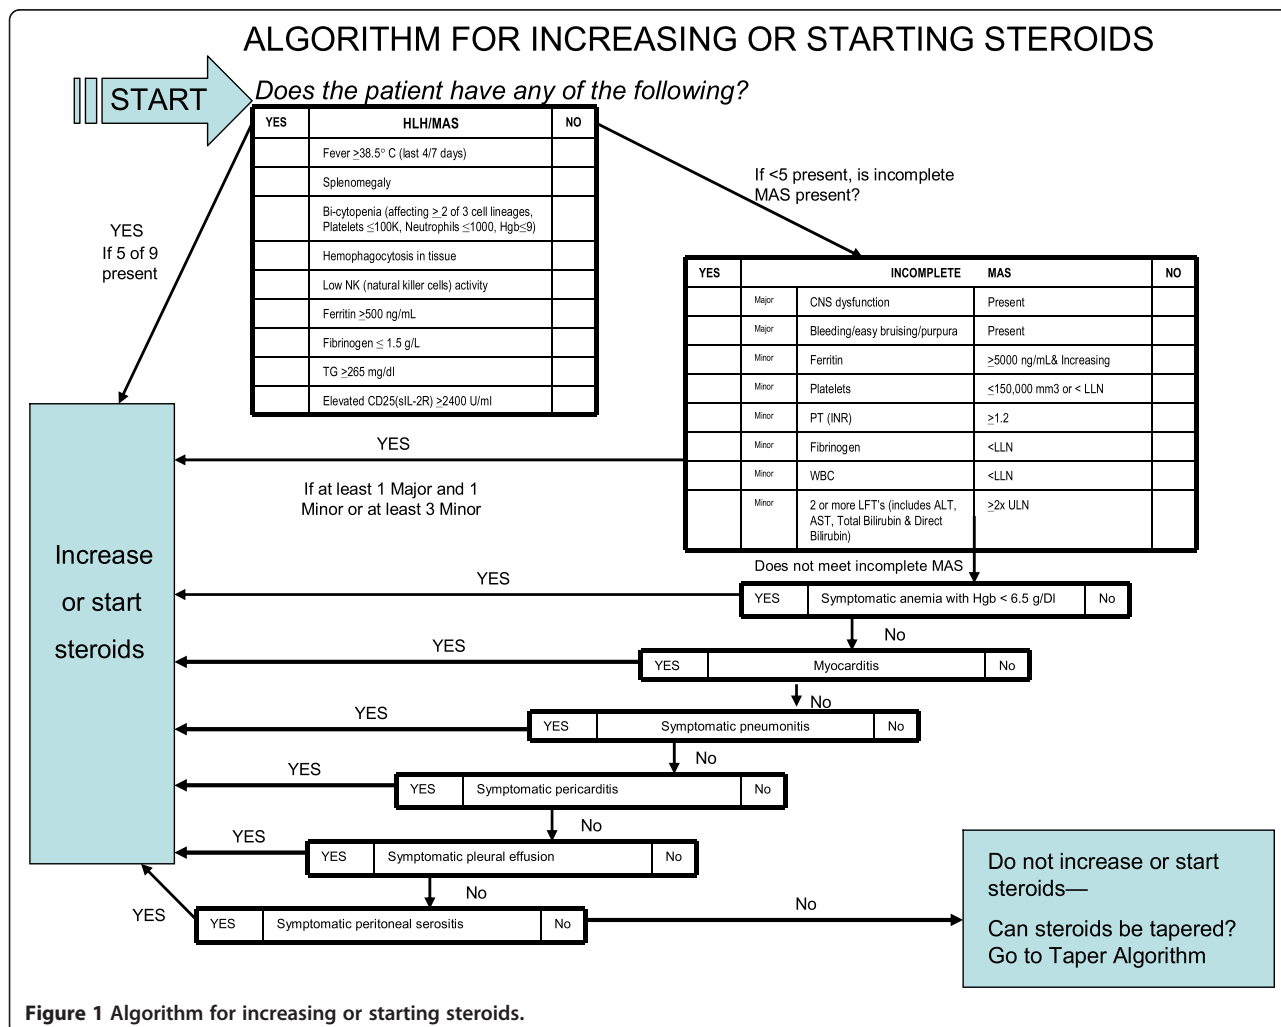 ALGORITHM FOR INCREASING OR STARTING STEROIDS
START
Does the patient have any of the following?
YES HLH/MAS NO
Fever ≥38.5° C (last 4/7 days)
Splenomegaly
Bi-cytopenia (affecting ≥ 2 of 3 cell lineages,
Platelets ≤100K, Neutrophils ≤1000, Hgb≤9)
Hemophagocytosis in tissue
Low NK (natural killer cells) activity
Ferritin ≥500 ng/mL
Fibrinogen ≤ 1.5 g/L
TG ≥265 mg/dl
Elevated CD25(sIL-2R) ≥2400 U/ml
YES
If 5 of 9
present
If <5 present, is incomplete
MAS present?
YES INCOMPLETE MAS NO
Major CNS dysfunction Present
Major Bleeding/easy bruising/purpura Present
Minor Ferritin ≥5000 ng/mL& Increasing
Minor Platelets ≤150,000 mm3 or < LLN
Minor PT (INR) ≥1.2
Minor Fibrinogen <LLN
Minor WBC <LLN
Minor 2 or more LFT's (includes ALT, ≥2x ULN
AST, Total Bilirubin & Direct
Bilirubin)
YES
If at least 1 Major and 1
Minor or at least 3 Minor
Increase
or start
steroids
Does not meet incomplete MAS
YES
YES Symptomatic anemia with Hgb < 6.5 g/Dl No
No
YES
YES Myocarditis No
No
YES
YES Symptomatic pneumonitis No
No
YES
YES Symptomatic pericarditis No
No
YES
YES Symptomatic pleural effusion No
No
YES
YES Symptomatic peritoneal serositis No
No
Do not increase or start
steroids—
Can steroids be tapered?
Go to Taper Algorithm
Figure 1 Algorithm for increasing or starting steroids.